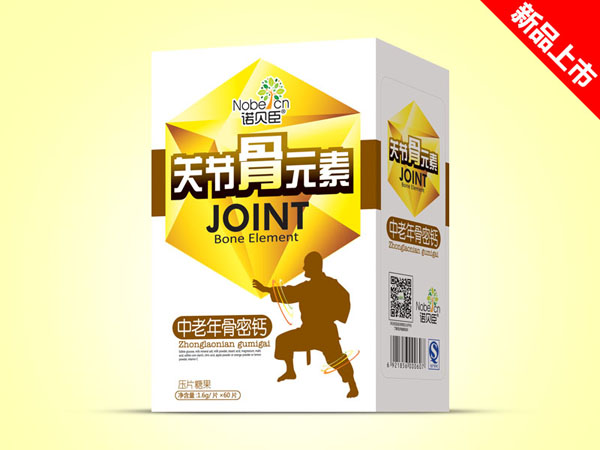 新品上市
Nobe cn
诺贝臣®
关节骨元素
JOINT
Bone Element
中老年骨密钙
Zhonglaonian gumigai
压片糖果
净含量:1.6g/片×60片
关节骨元素
JOINT
Bone Element
中老年骨密钙
Zhonglaonian gumigai
Nobe cn
诺贝臣®
6 921856 000607